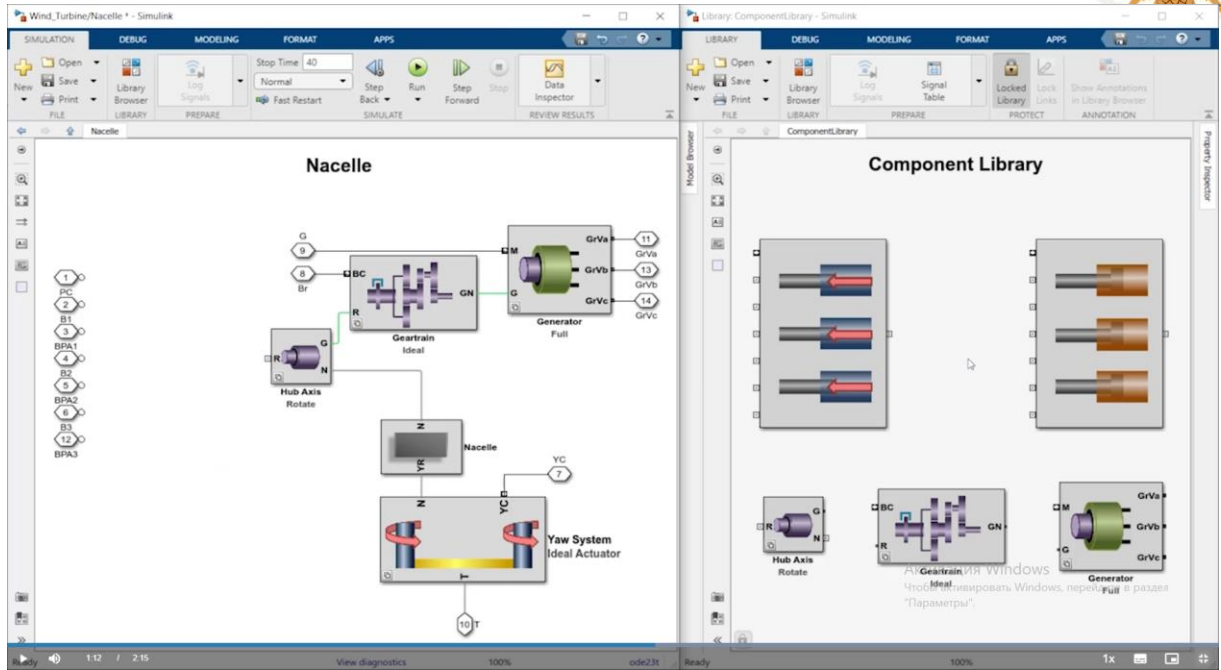 Wind_Turbine/Nacelle * - Simulink
SIMULATION DEBUG MODELING FORMAT APPS
New
Open
Save
Print
FILE
Library
Browser
LIBRARY
Log
Signals
PREPARE
Stop Time 40
Normal
Fast Restart
Step
Back
Run
Step
Forward
Stop
SIMULATE
Data
Inspector
REVIEW RESULTS
Nacelle
Nacelle
1
PC
2
B1
3
BPA1
4
B2
5
BPA2
6
B3
12
BPA3
G
9
8
Br
BC
R
GN
Geartrain
Ideal
M
G
GrVa
GrVb
GrVc
11
GrVa
13
GrVb
14
GrVc
Generator
Full
R
G
N
Hub Axis
Rotate
N
YR
Nacelle
YC
7
N
YC
T
Yaw System
Ideal Actuator
10 T
Ready
View diagnostics
100%
ode23t
1:12 / 2:15
Model Browser
Library: ComponentLibrary - Simulink
LIBRARY DEBUG MODELING FORMAT APPS
New
Open
Save
Print
FILE
Library
Browser
LIBRARY
Log
Signals
Signal
Table
PREPARE
Locked
Library
Lock
Links
PROTECT
Show Annotations
in Library Browser
ANNOTATION
ComponentLibrary
Property Inspector
Component Library
R
G
N
Hub Axis
Rotate
BC
R
GN
Geartrain
Ideal
M
G
GrVa
GrVb
GrVc
Generator
Full
Windows
Чтобы активировать Windows, перейдите в раздел
"Параметры".
Ready
100%
1x